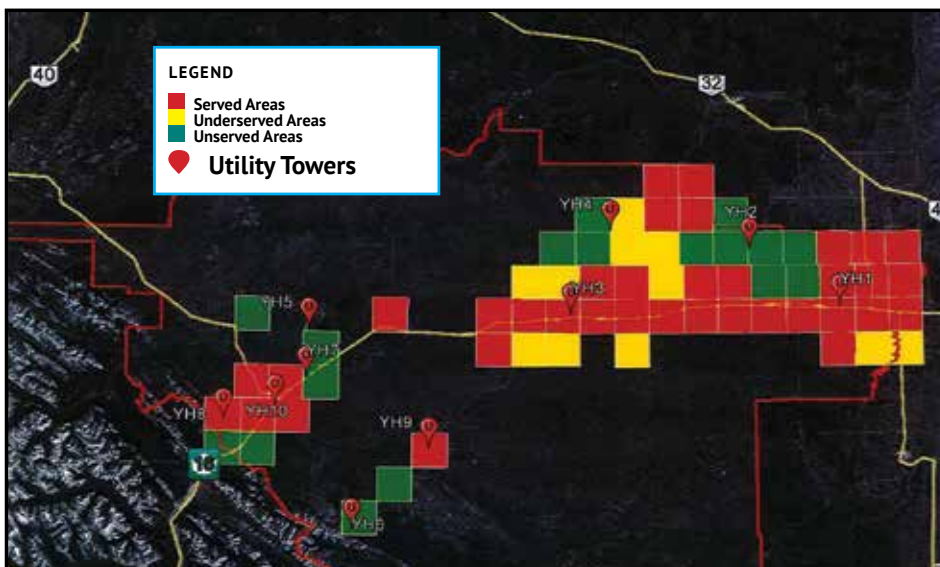 LEGEND
Served Areas
Underserved Areas
Unserved Areas
Utility Towers
40
32
YH4
YH2
YH3
YH1
YH5
YH7
YH8
YH10
YH9
YH6
16